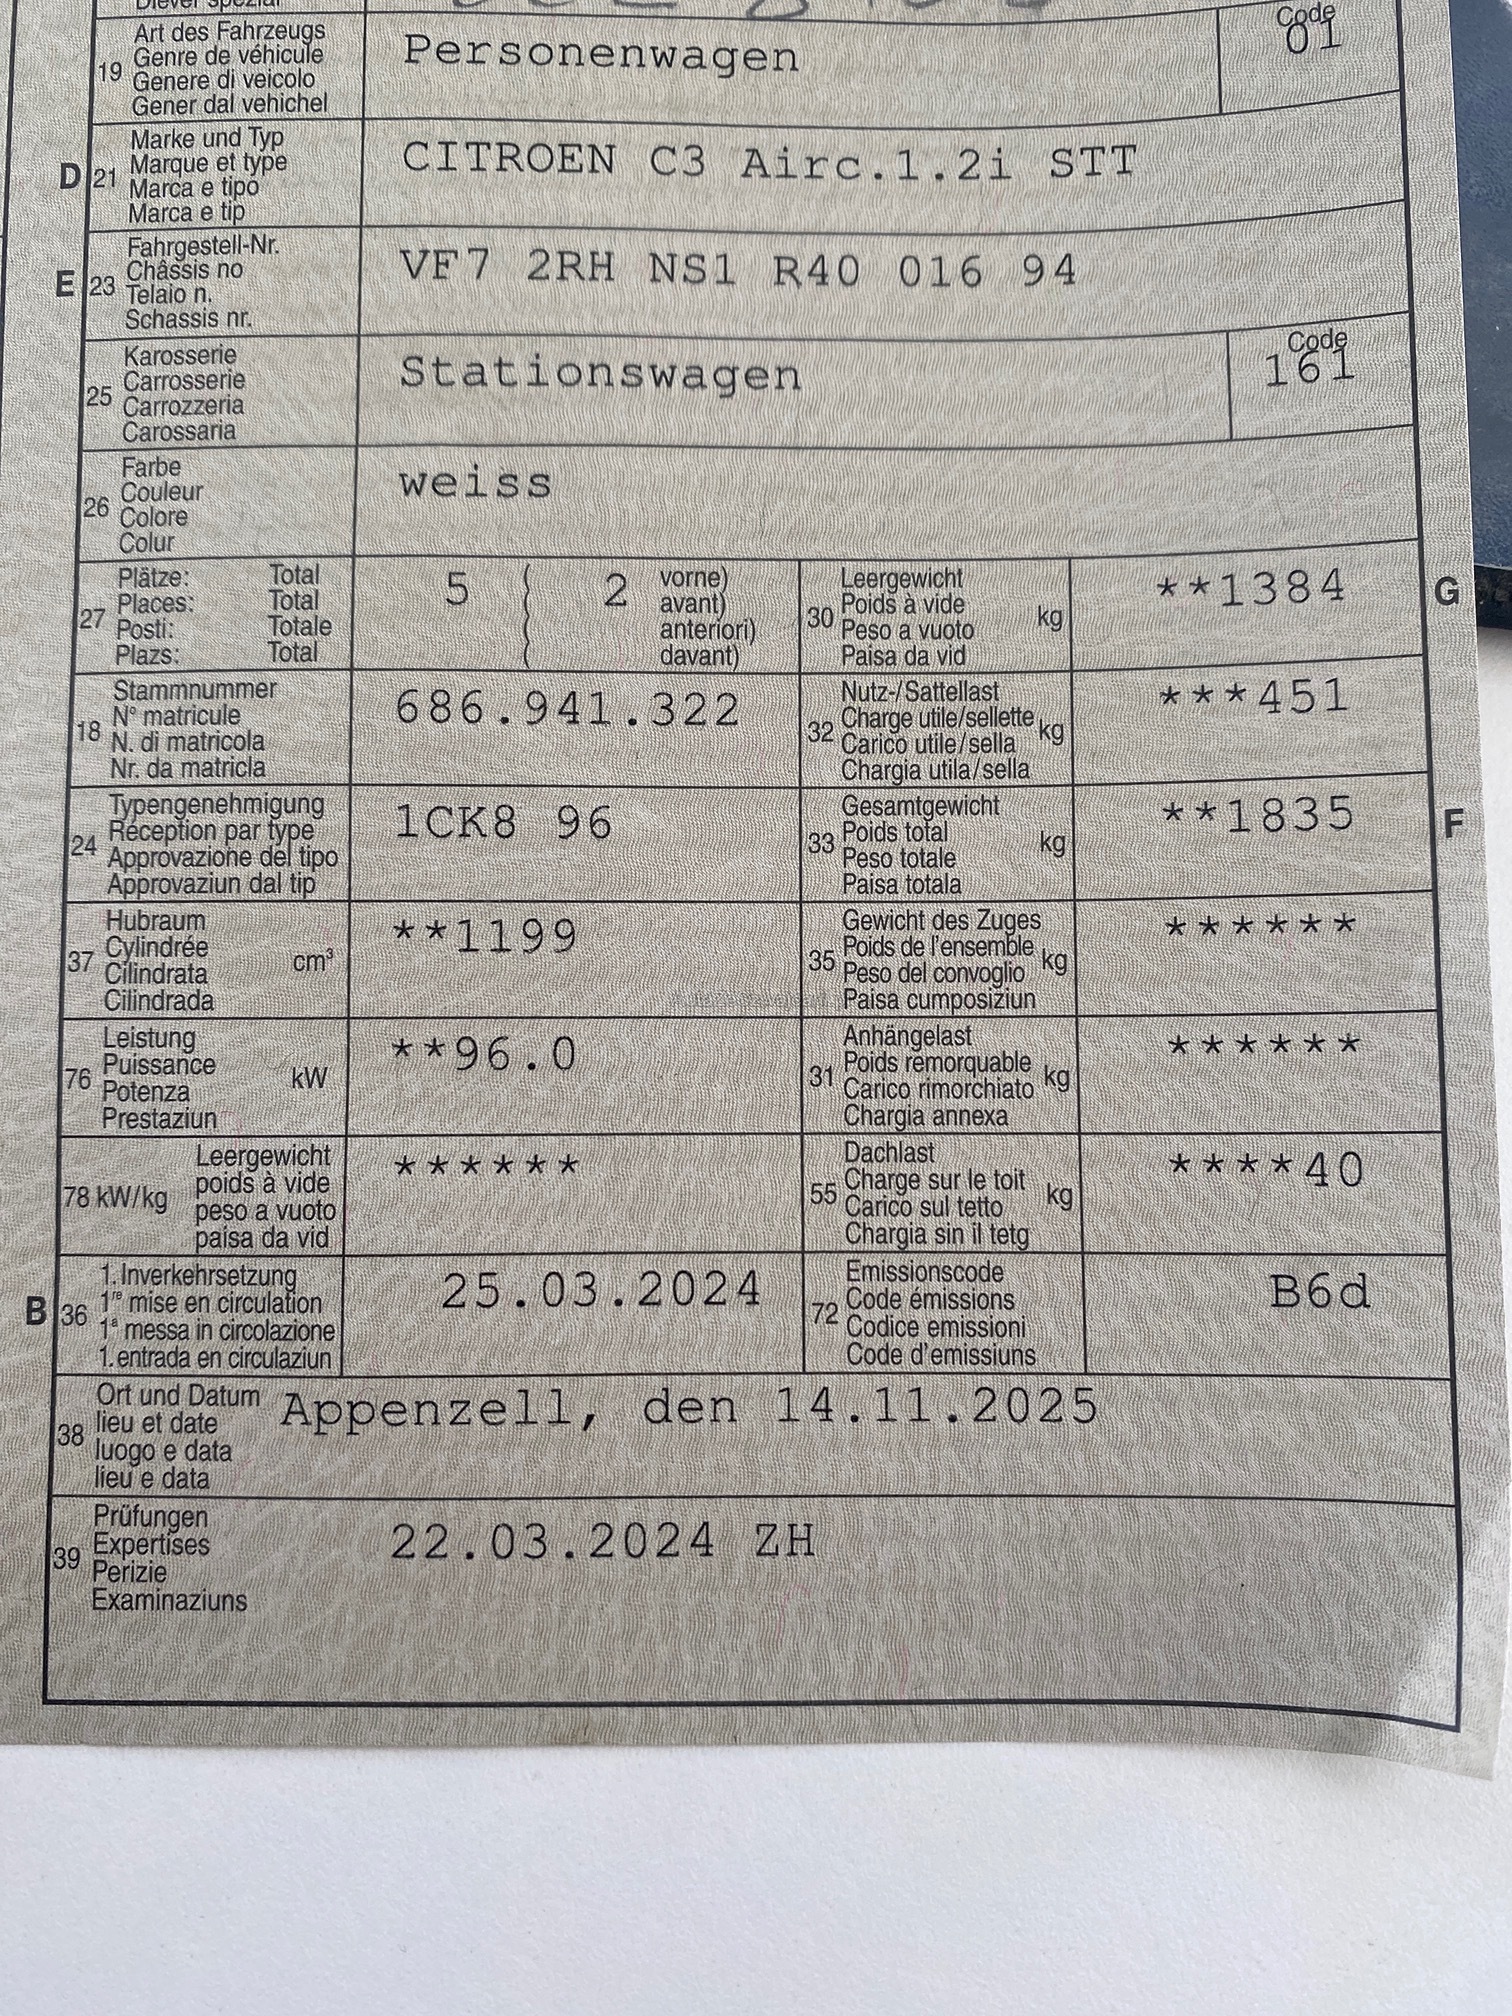 Art des Fahrzeugs
Genre de véhicule
19 Genere di veicolo
Gener dal vehichel
Personenwagen
Code
01
Marke und Typ
Marque et type
D 21 Marca e tipo
Marca e tip
CITROEN C3 Airc.1.2i STT
Fahrgestell-Nr.
Châssis no
E 23 Telaio n.
Schassis nr.
VF7 2RH NS1 R40 016 94
Karosserie
Carrosserie
25 Carrozzeria
Carossaria
Stationswagen
Code
161
Farbe
Couleur
26 Colore
Colur
weiss
Plätze: Total
Places: Total
27 Posti: Totale
Plazs: Total
5 ( 2 vorne)
avant)
anteriori)
davant)
Leergewicht
30 Poids à vide kg
Peso a vuoto
Paisa da vid
**1384 G
Stammnummer
N° matricule
18 N. di matricola
Nr. da matricla
686.941.322
Nutz-/Sattellast
32 Charge utile/sellette kg
Carico utile/sella
Chargia utila/sella
***451
Typengenehmigung
Réception par type
24 Approvazione del tipo
Approvaziun dal tip
1CK8 96
Gesamtgewicht
33 Poids total kg
Peso totale
Paisa totala
**1835 F
Hubraum
37 Cylindrée cm³
Cilindrata
Cilindrada
**1199
Gewicht des Zuges
35 Poids de l'ensemble kg
Peso del convoglio
Paisa cumposiziun
******
Leistung
76 Puissance kW
Potenza
Prestaziun
**96.0
Anhängelast
31 Poids remorquable kg
Carico rimorchiato
Chargia annexa
******
Leergewicht
78 kW/kg poids à vide
peso a vuoto
paisa da vid
******
Dachlast
55 Charge sur le toit kg
Carico sul tetto
Chargia sin il tetg
****40
1. Inverkehrsetzung
B 36 1re mise en circulation
1a messa in circolazione
1. entrada en circulaziun
25.03.2024
Emissionscode
72 Code émissions
Codice emissioni
Code d'emissiuns
B6d
Ort und Datum
38 lieu et date
luogo e data
lieu e data
Appenzell, den 14.11.2025
Prüfungen
39 Expertises
Perizie
Examinaziuns
22.03.2024 ZH